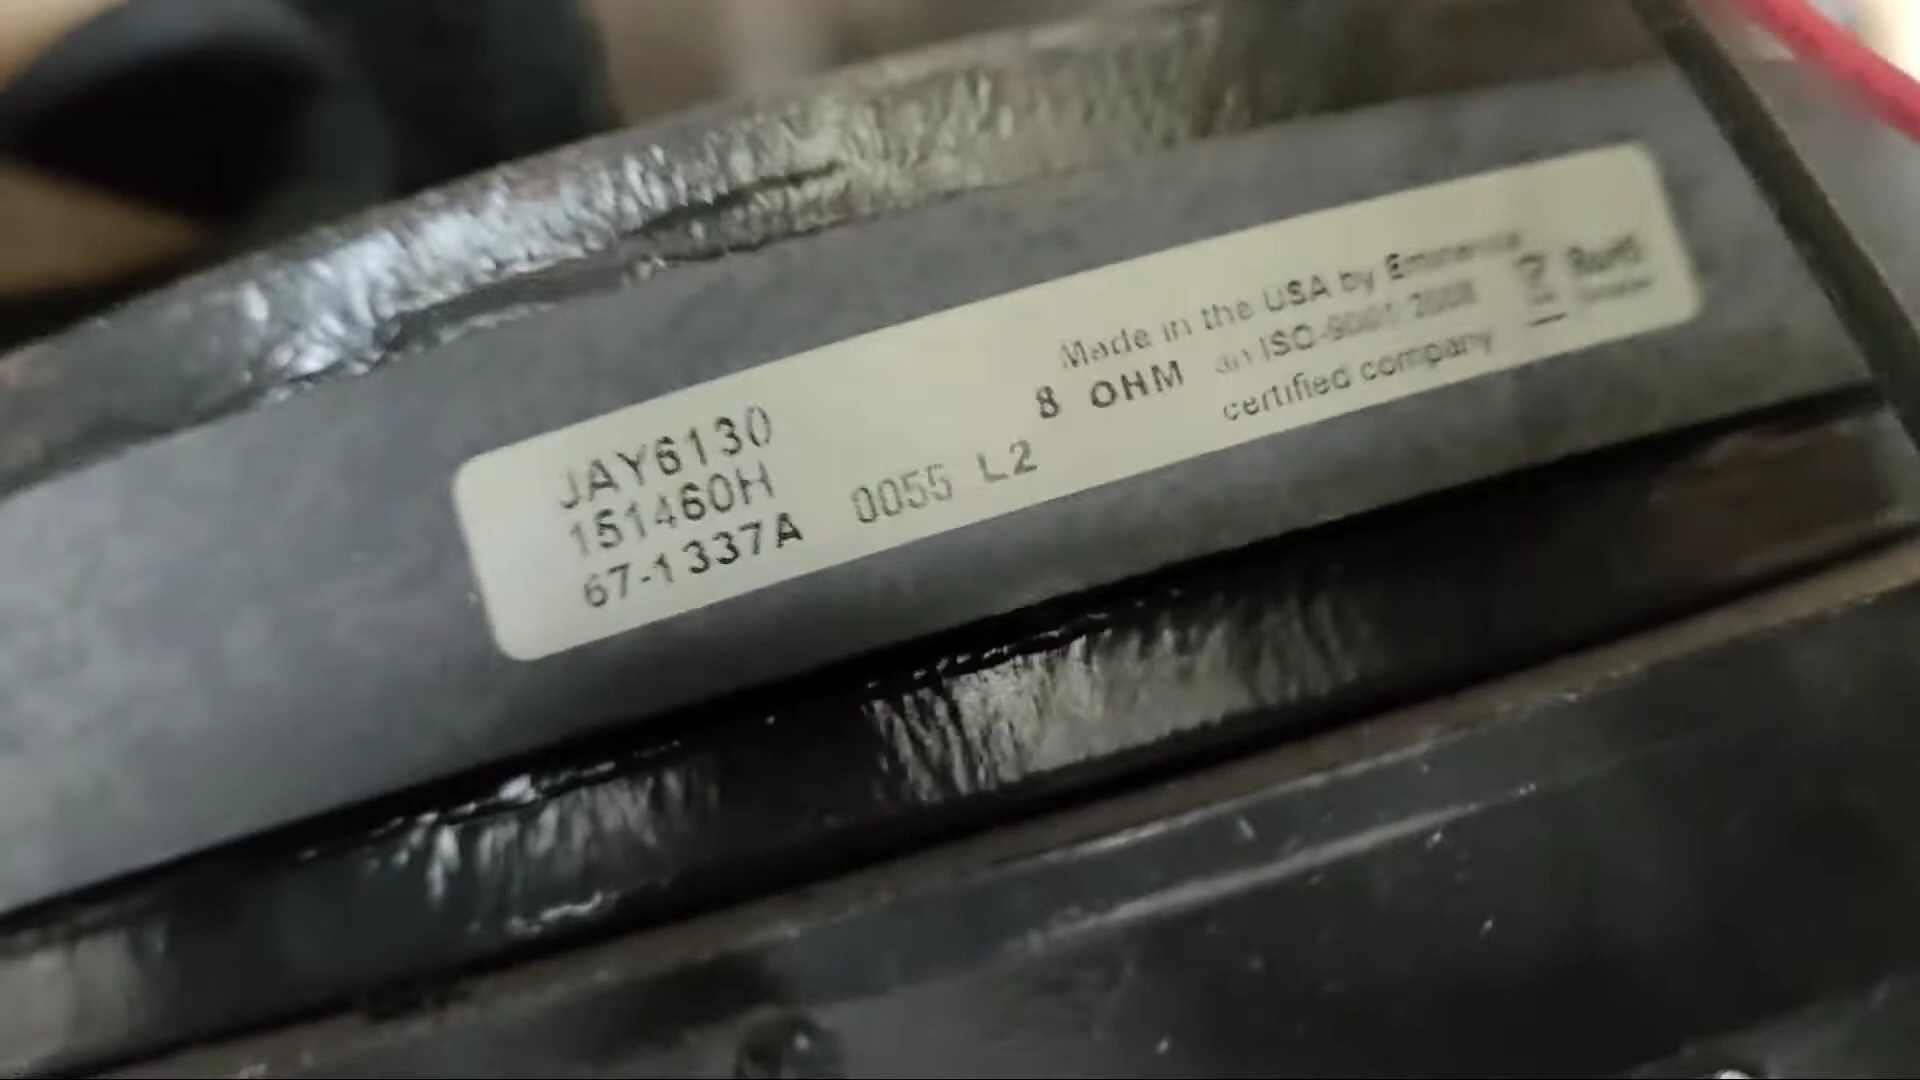 JAY6130
151460H
67-1337A 0055 L2
8 OHM
Made in the USA by Eminence
an ISO-9001:2008
certified company
RoHS